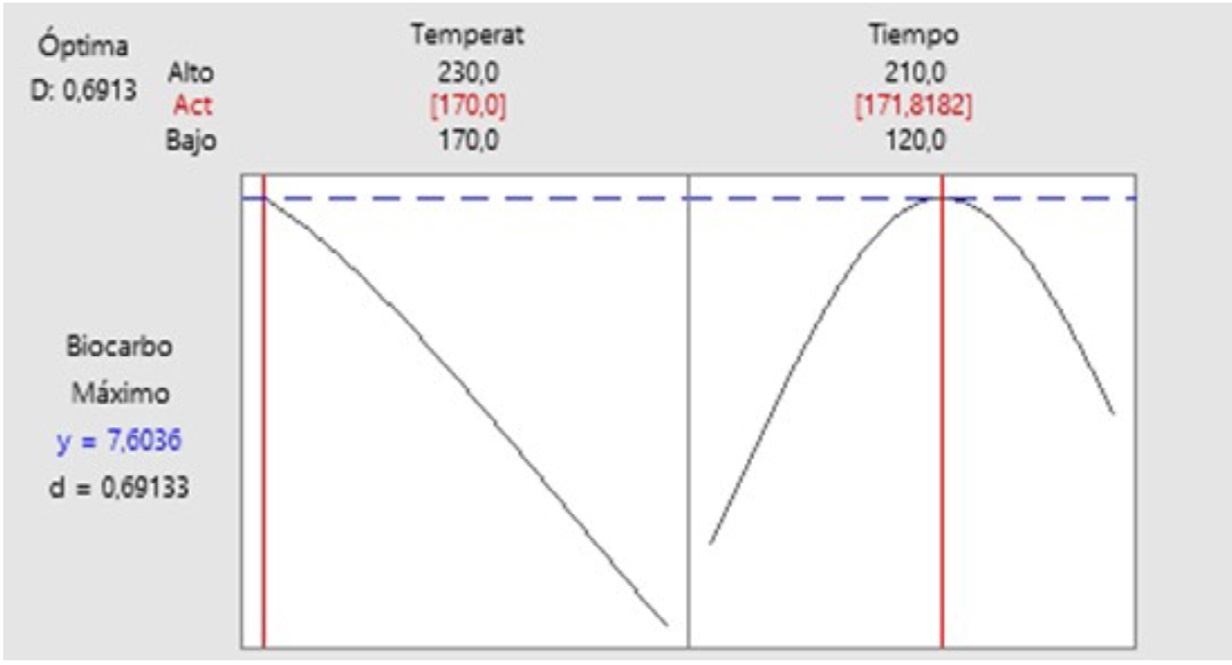 Óptima
D: 0,6913
Alto
Act
Bajo
Temperat
230,0
[170,0]
170,0
Tiempo
210,0
[171,8182]
120,0
Biocarbo
Máximo
y = 7,6036
d = 0,69133